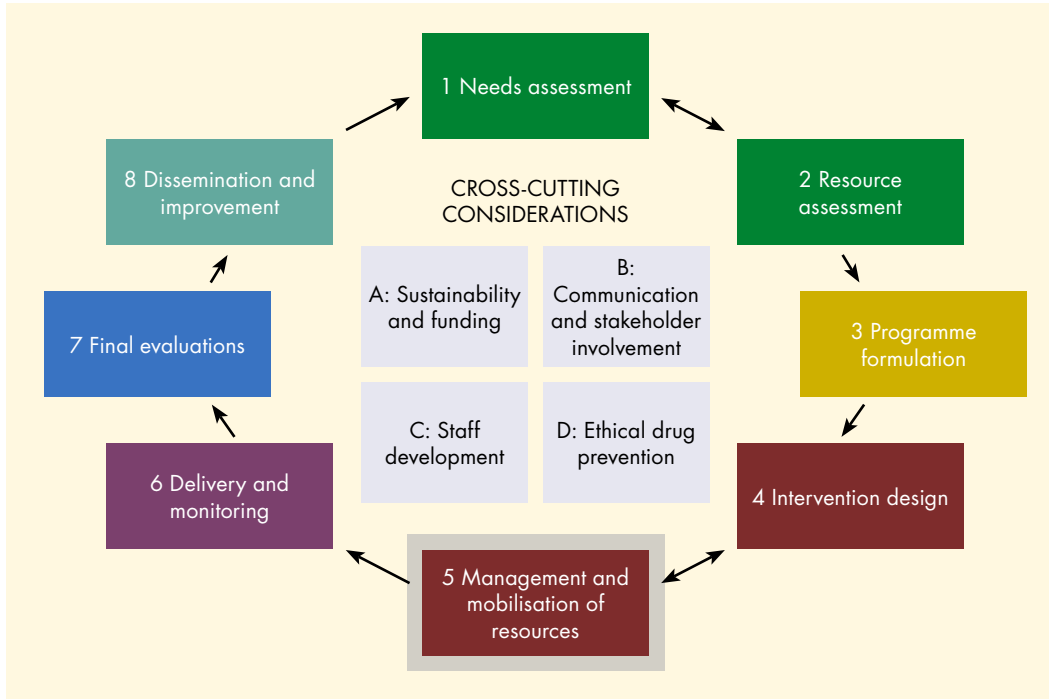 1 Needs assessment
2 Resource
assessment
3 Programme
formulation
4 Intervention design
5 Management and
mobilisation of
resources
6 Delivery and
monitoring
7 Final evaluations
8 Dissemination and
improvement
CROSS-CUTTING
CONSIDERATIONS
A: Sustainability
and funding
B:
Communication
and stakeholder
involvement
C: Staff
development
D: Ethical drug
prevention